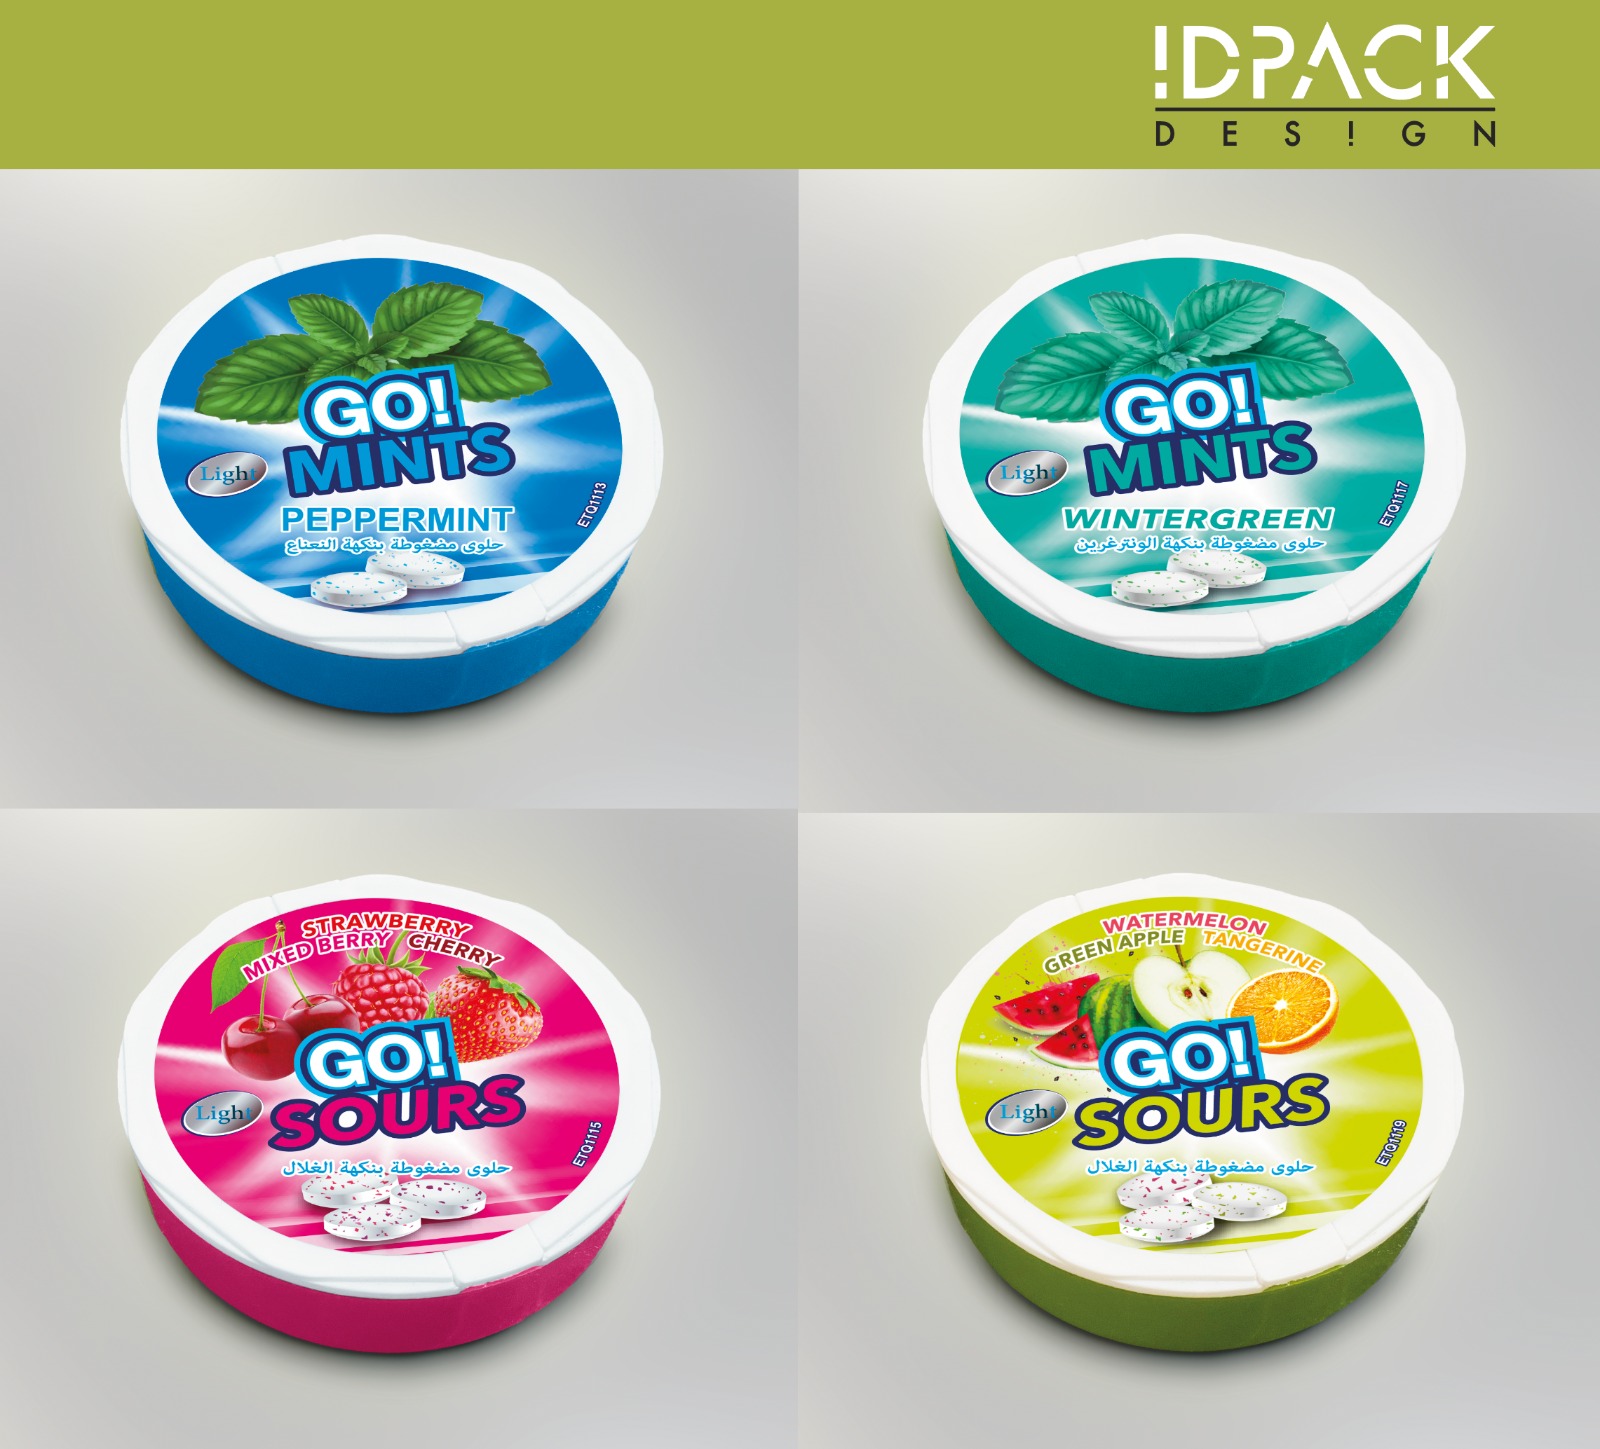 !DPACK
DES!GN
GO!
MINTS
Light
ETQ1113
PEPPERMINT
حلوى مضغوطة بنكهة النعناع
GO!
MINTS
Light
ETQ1117
WINTERGREEN
حلوى مضغوطة بنكهة الونترغرين
STRAWBERRY
MIXED BERRY CHERRY
GO!
SOURS
Light
ETQ1115
حلوى مضغوطة بنكهة الغلال
WATERMELON
GREEN APPLE TANGERINE
GO!
SOURS
Light
ETQ1119
حلوى مضغوطة بنكهة الغلال